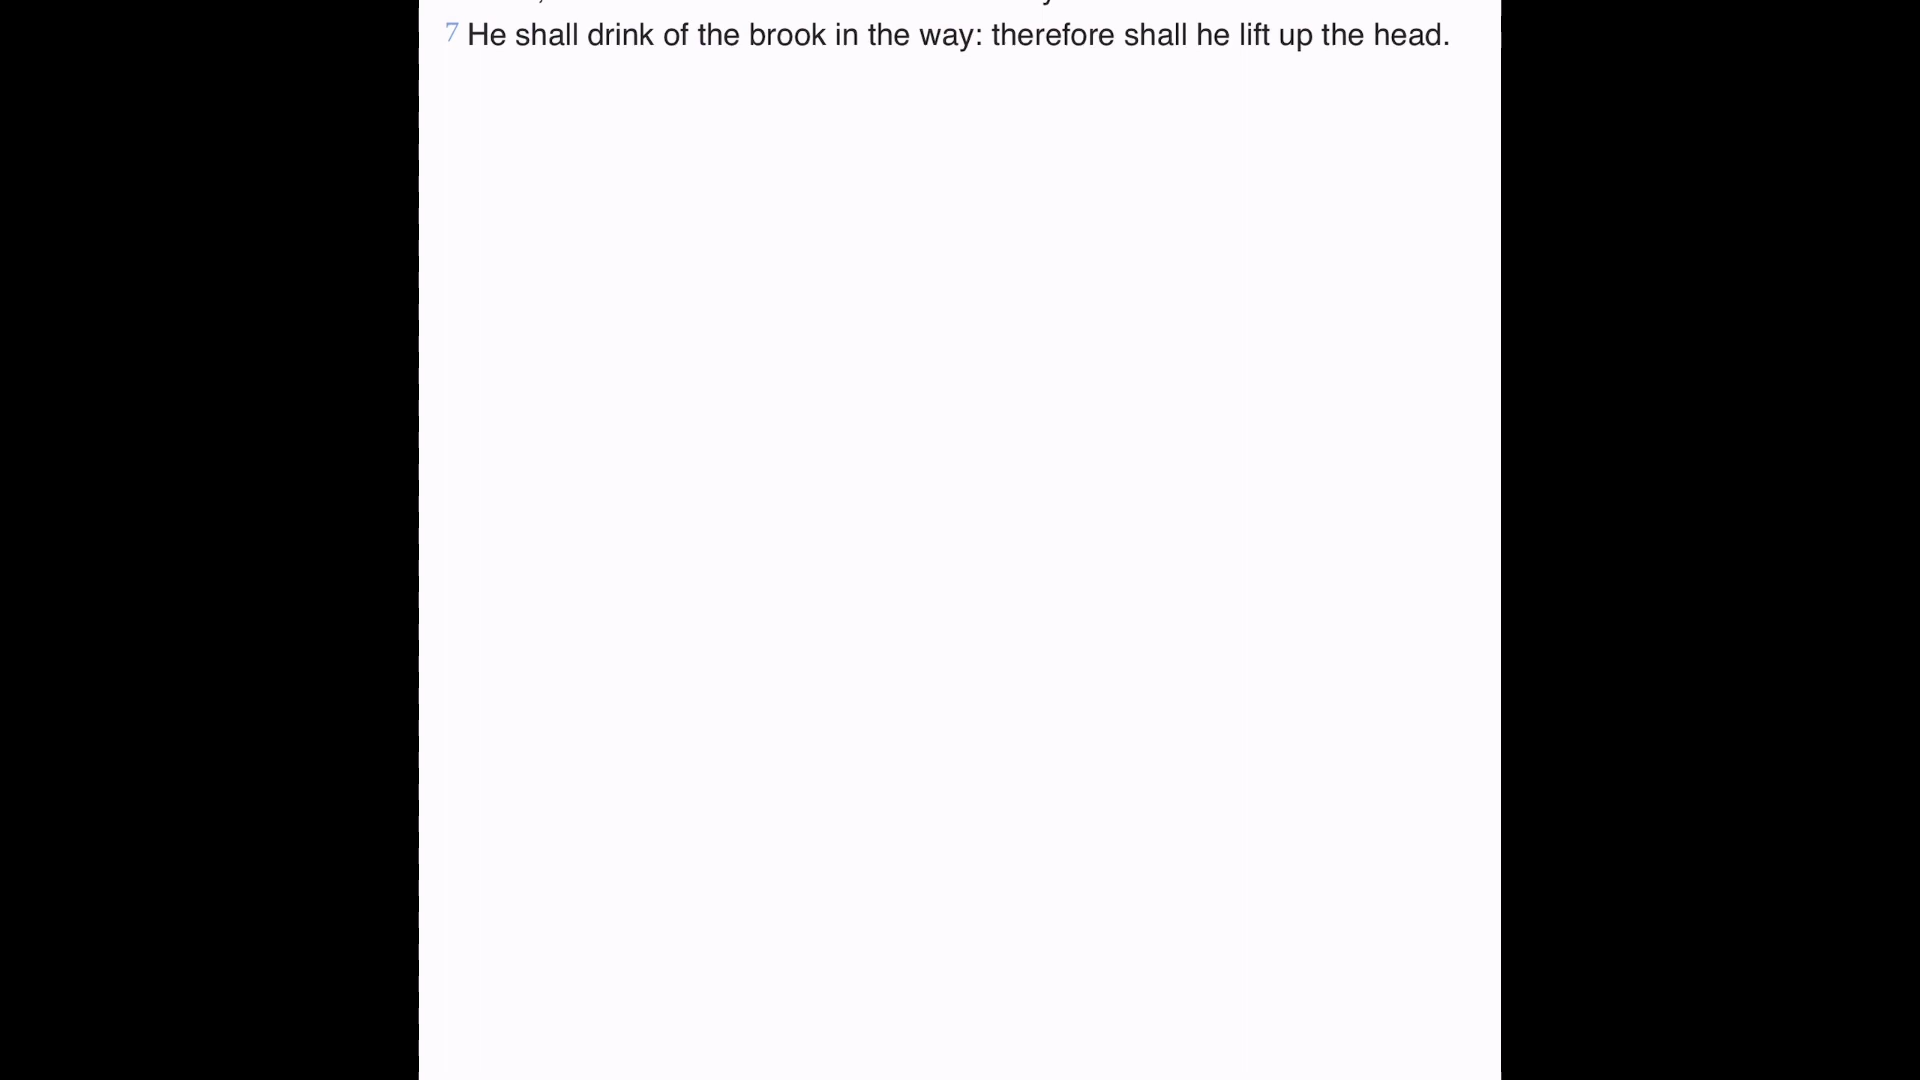 7 He shall drink of the brook in the way: therefore shall he lift up the head.